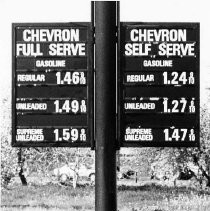 CHEVRON
FULL SERVE
GASOLINE
REGULAR 1.46 9/10
UNLEADED 1.49 9/10
SUPREME
UNLEADED 1.59 9/10
CHEVRON
SELF SERVE
GASOLINE
REGULAR 1.24 9/10
UNLEADED 1.27 9/10
SUPREME
UNLEADED 1.47 9/10